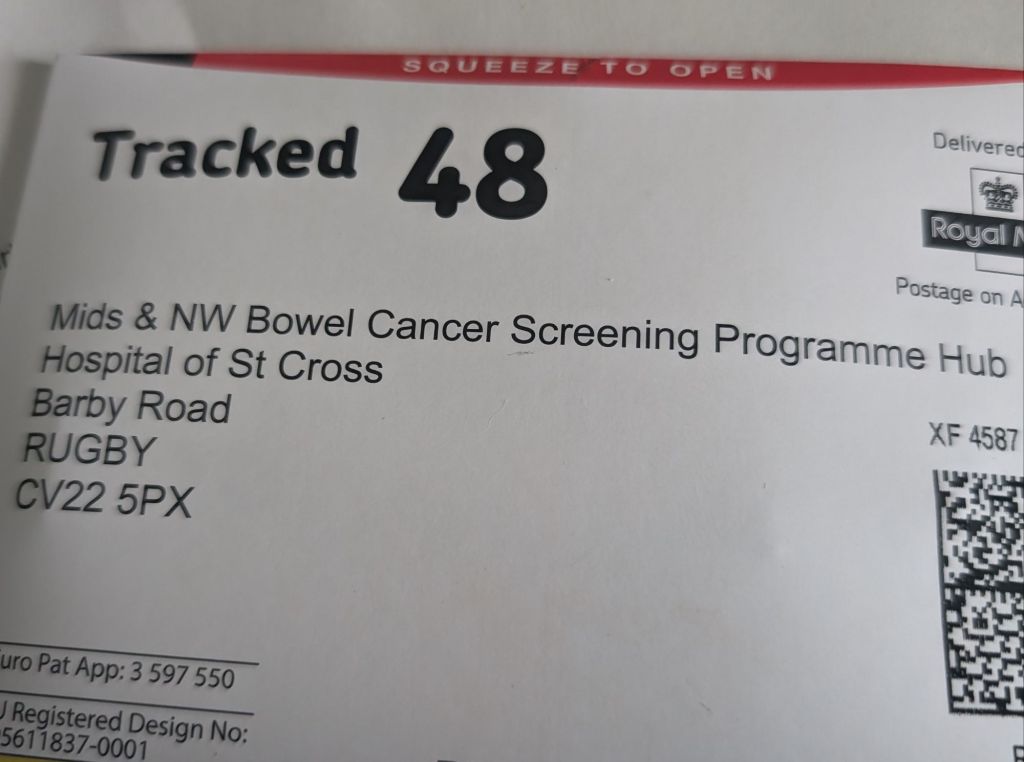 SQUEEZE TO OPEN
Tracked 48
Delivered
Royal M
Postage on A
Mids & NW Bowel Cancer Screening Programme Hub
Hospital of St Cross
Barby Road
RUGBY
CV22 5PX
XF 4587
uro Pat App: 3 597 550
U Registered Design No:
5611837-0001